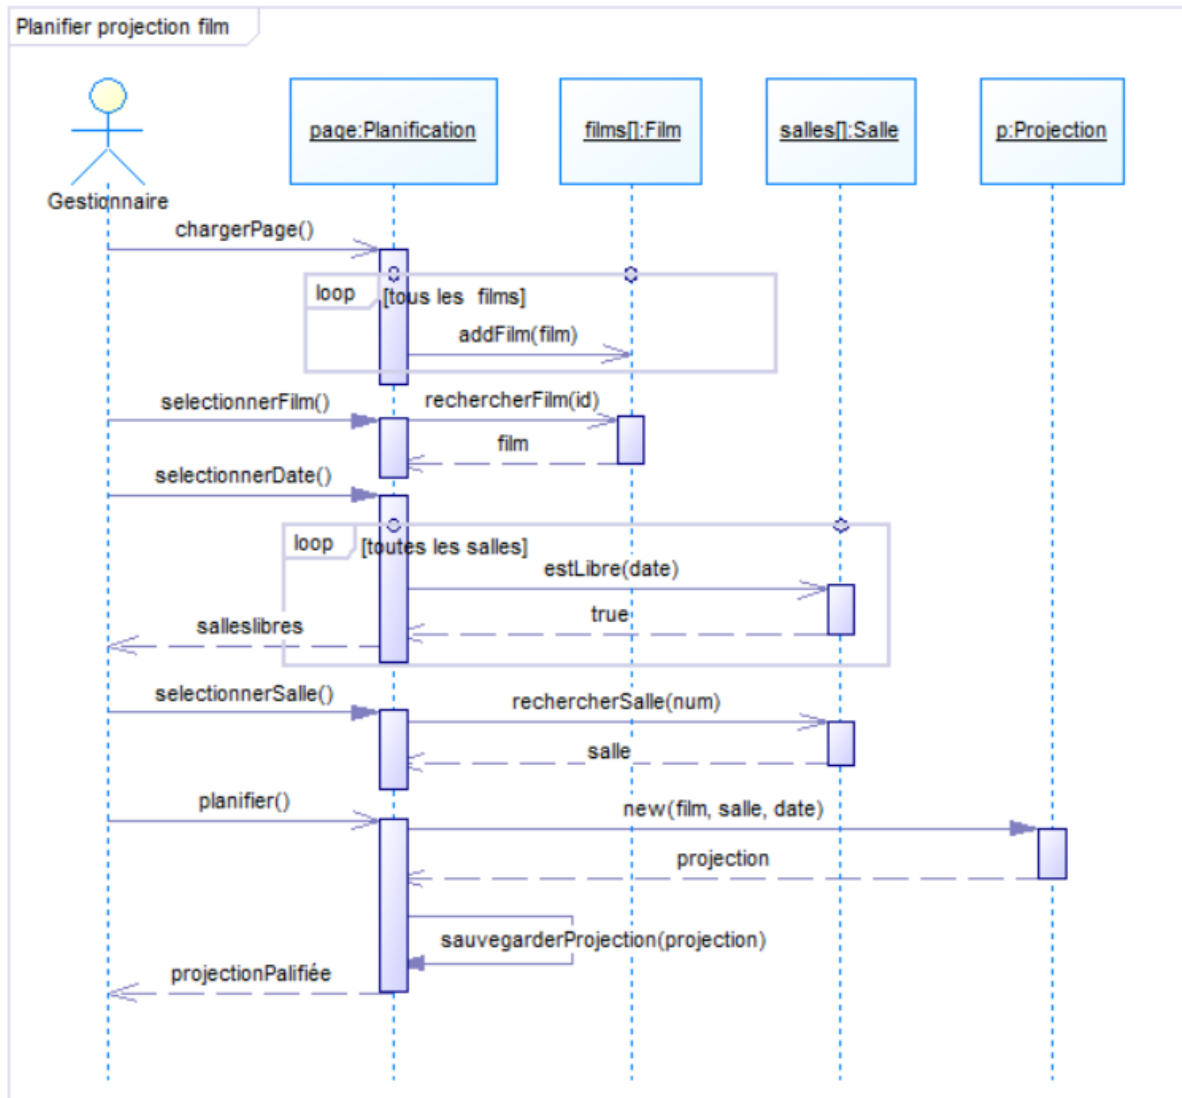 Planifier projection film
Gestionnaire
page:Planification
films[]:Film
salles[]:Salle
p:Projection
chargerPage()
loop
[tous les films]
addFilm(film)
selectionnerFilm()
rechercherFilm(id)
film
selectionnerDate()
loop
[toutes les salles]
estLibre(date)
true
salleslibres
selectionnerSalle()
rechercherSalle(num)
salle
planifier()
new(film, salle, date)
projection
sauvegarderProjection(projection)
projectionPalifiée